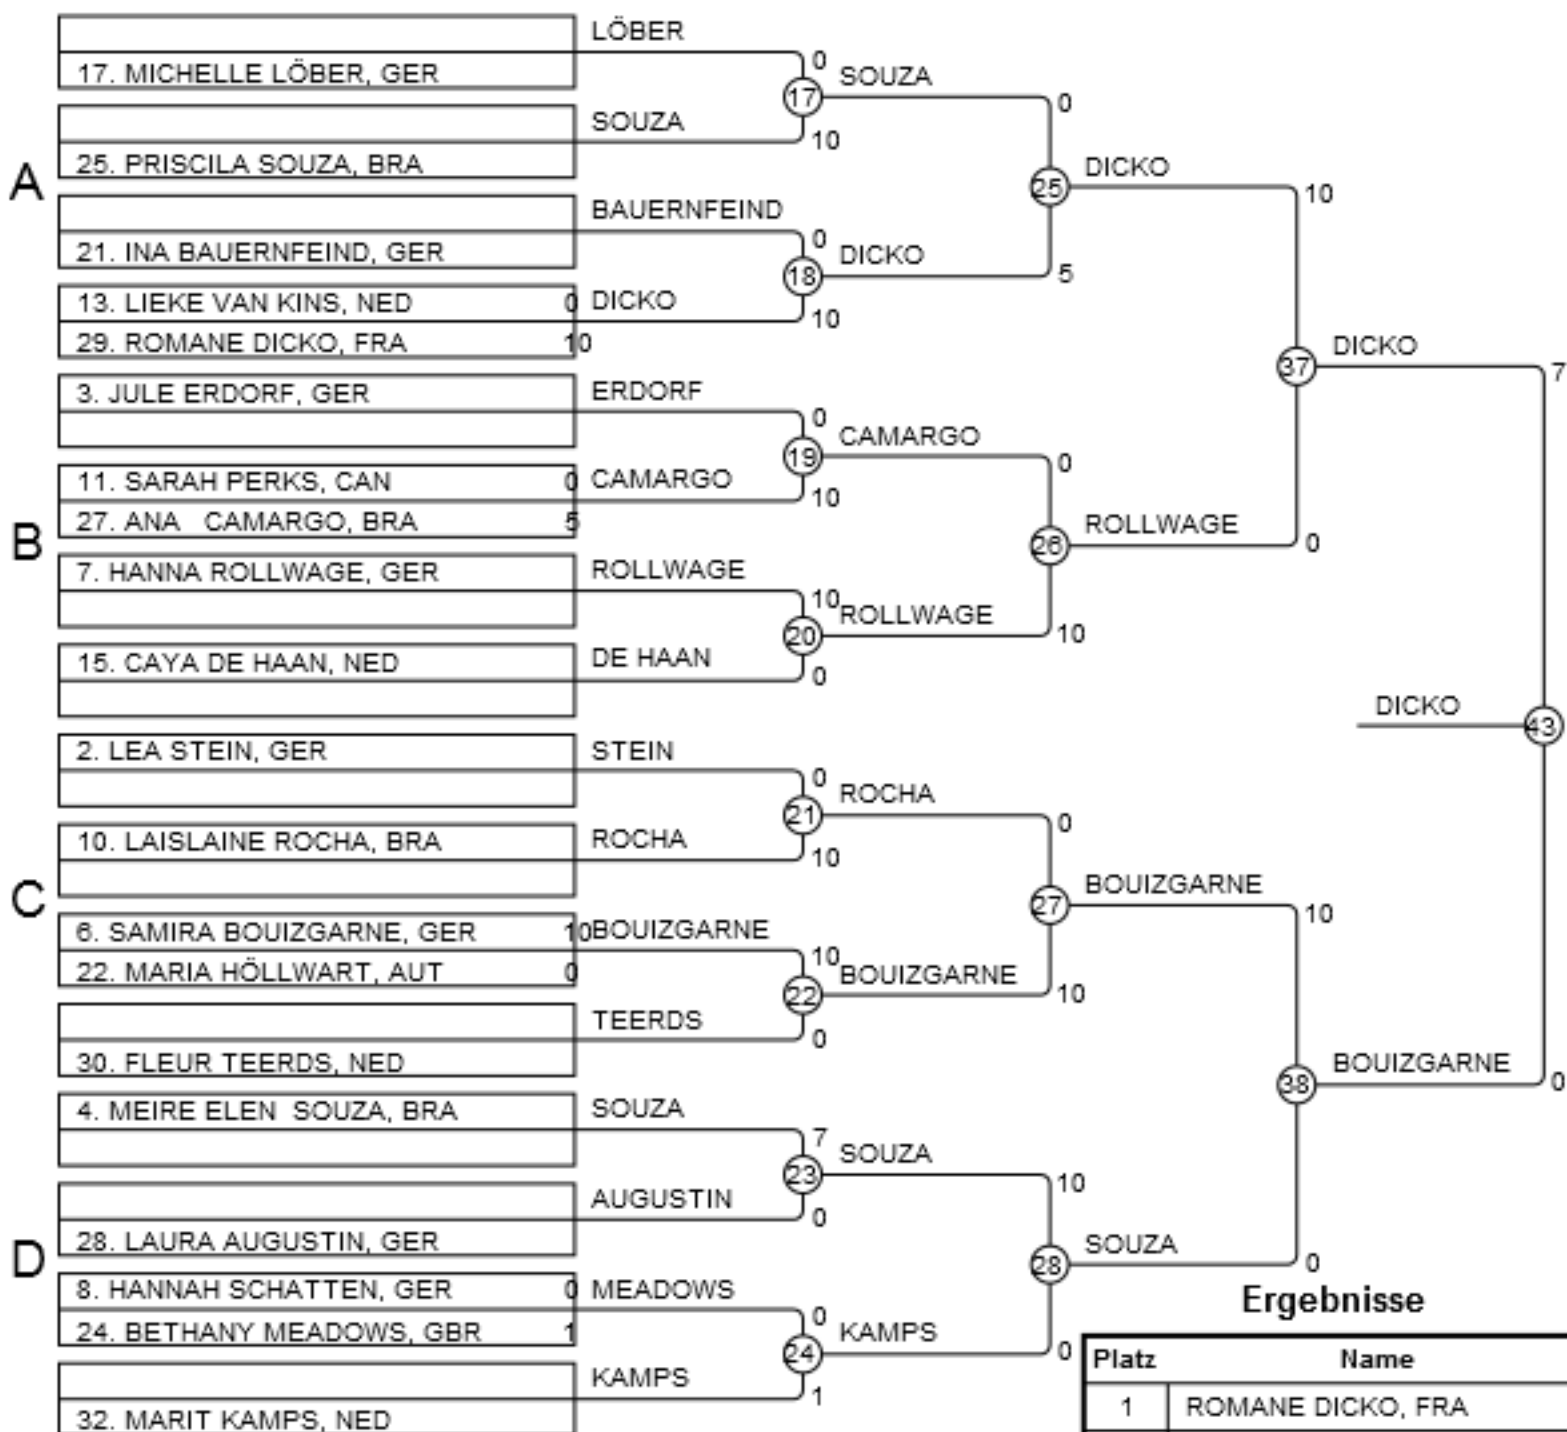 LÖBER
17. MICHELLE LÖBER, GER
0
17
SOUZA
0
SOUZA
10
25. PRISCILA SOUZA, BRA
A
25
DICKO
10
BAUERNFEIND
21. INA BAUERNFEIND, GER
0
18
DICKO
5
13. LIEKE VAN KINS, NED 0
DICKO
10
29. ROMANE DICKO, FRA 10
37
DICKO
7
3. JULE ERDORF, GER
ERDORF
0
19
CAMARGO
0
11. SARAH PERKS, CAN 0
CAMARGO
10
27. ANA CAMARGO, BRA 5
B
26
ROLLWAGE
0
7. HANNA ROLLWAGE, GER
ROLLWAGE
10
20
ROLLWAGE
10
15. CAYA DE HAAN, NED
DE HAAN
0
DICKO
43
2. LEA STEIN, GER
STEIN
0
21
ROCHA
0
10. LAISLAINE ROCHA, BRA
ROCHA
10
C
27
BOUIZGARNE
10
6. SAMIRA BOUIZGARNE, GER 10
BOUIZGARNE
10
22. MARIA HÖLLWART, AUT 0
22
BOUIZGARNE
10
TEERDS
0
30. FLEUR TEERDS, NED
38
BOUIZGARNE
0
4. MEIRE ELEN SOUZA, BRA
SOUZA
7
23
SOUZA
10
AUGUSTIN
0
28. LAURA AUGUSTIN, GER
D
28
SOUZA
0
8. HANNAH SCHATTEN, GER 0
MEADOWS
0
24. BETHANY MEADOWS, GBR 1
24
KAMPS
0
KAMPS
1
32. MARIT KAMPS, NED
Ergebnisse
Platz Name
1 ROMANE DICKO, FRA